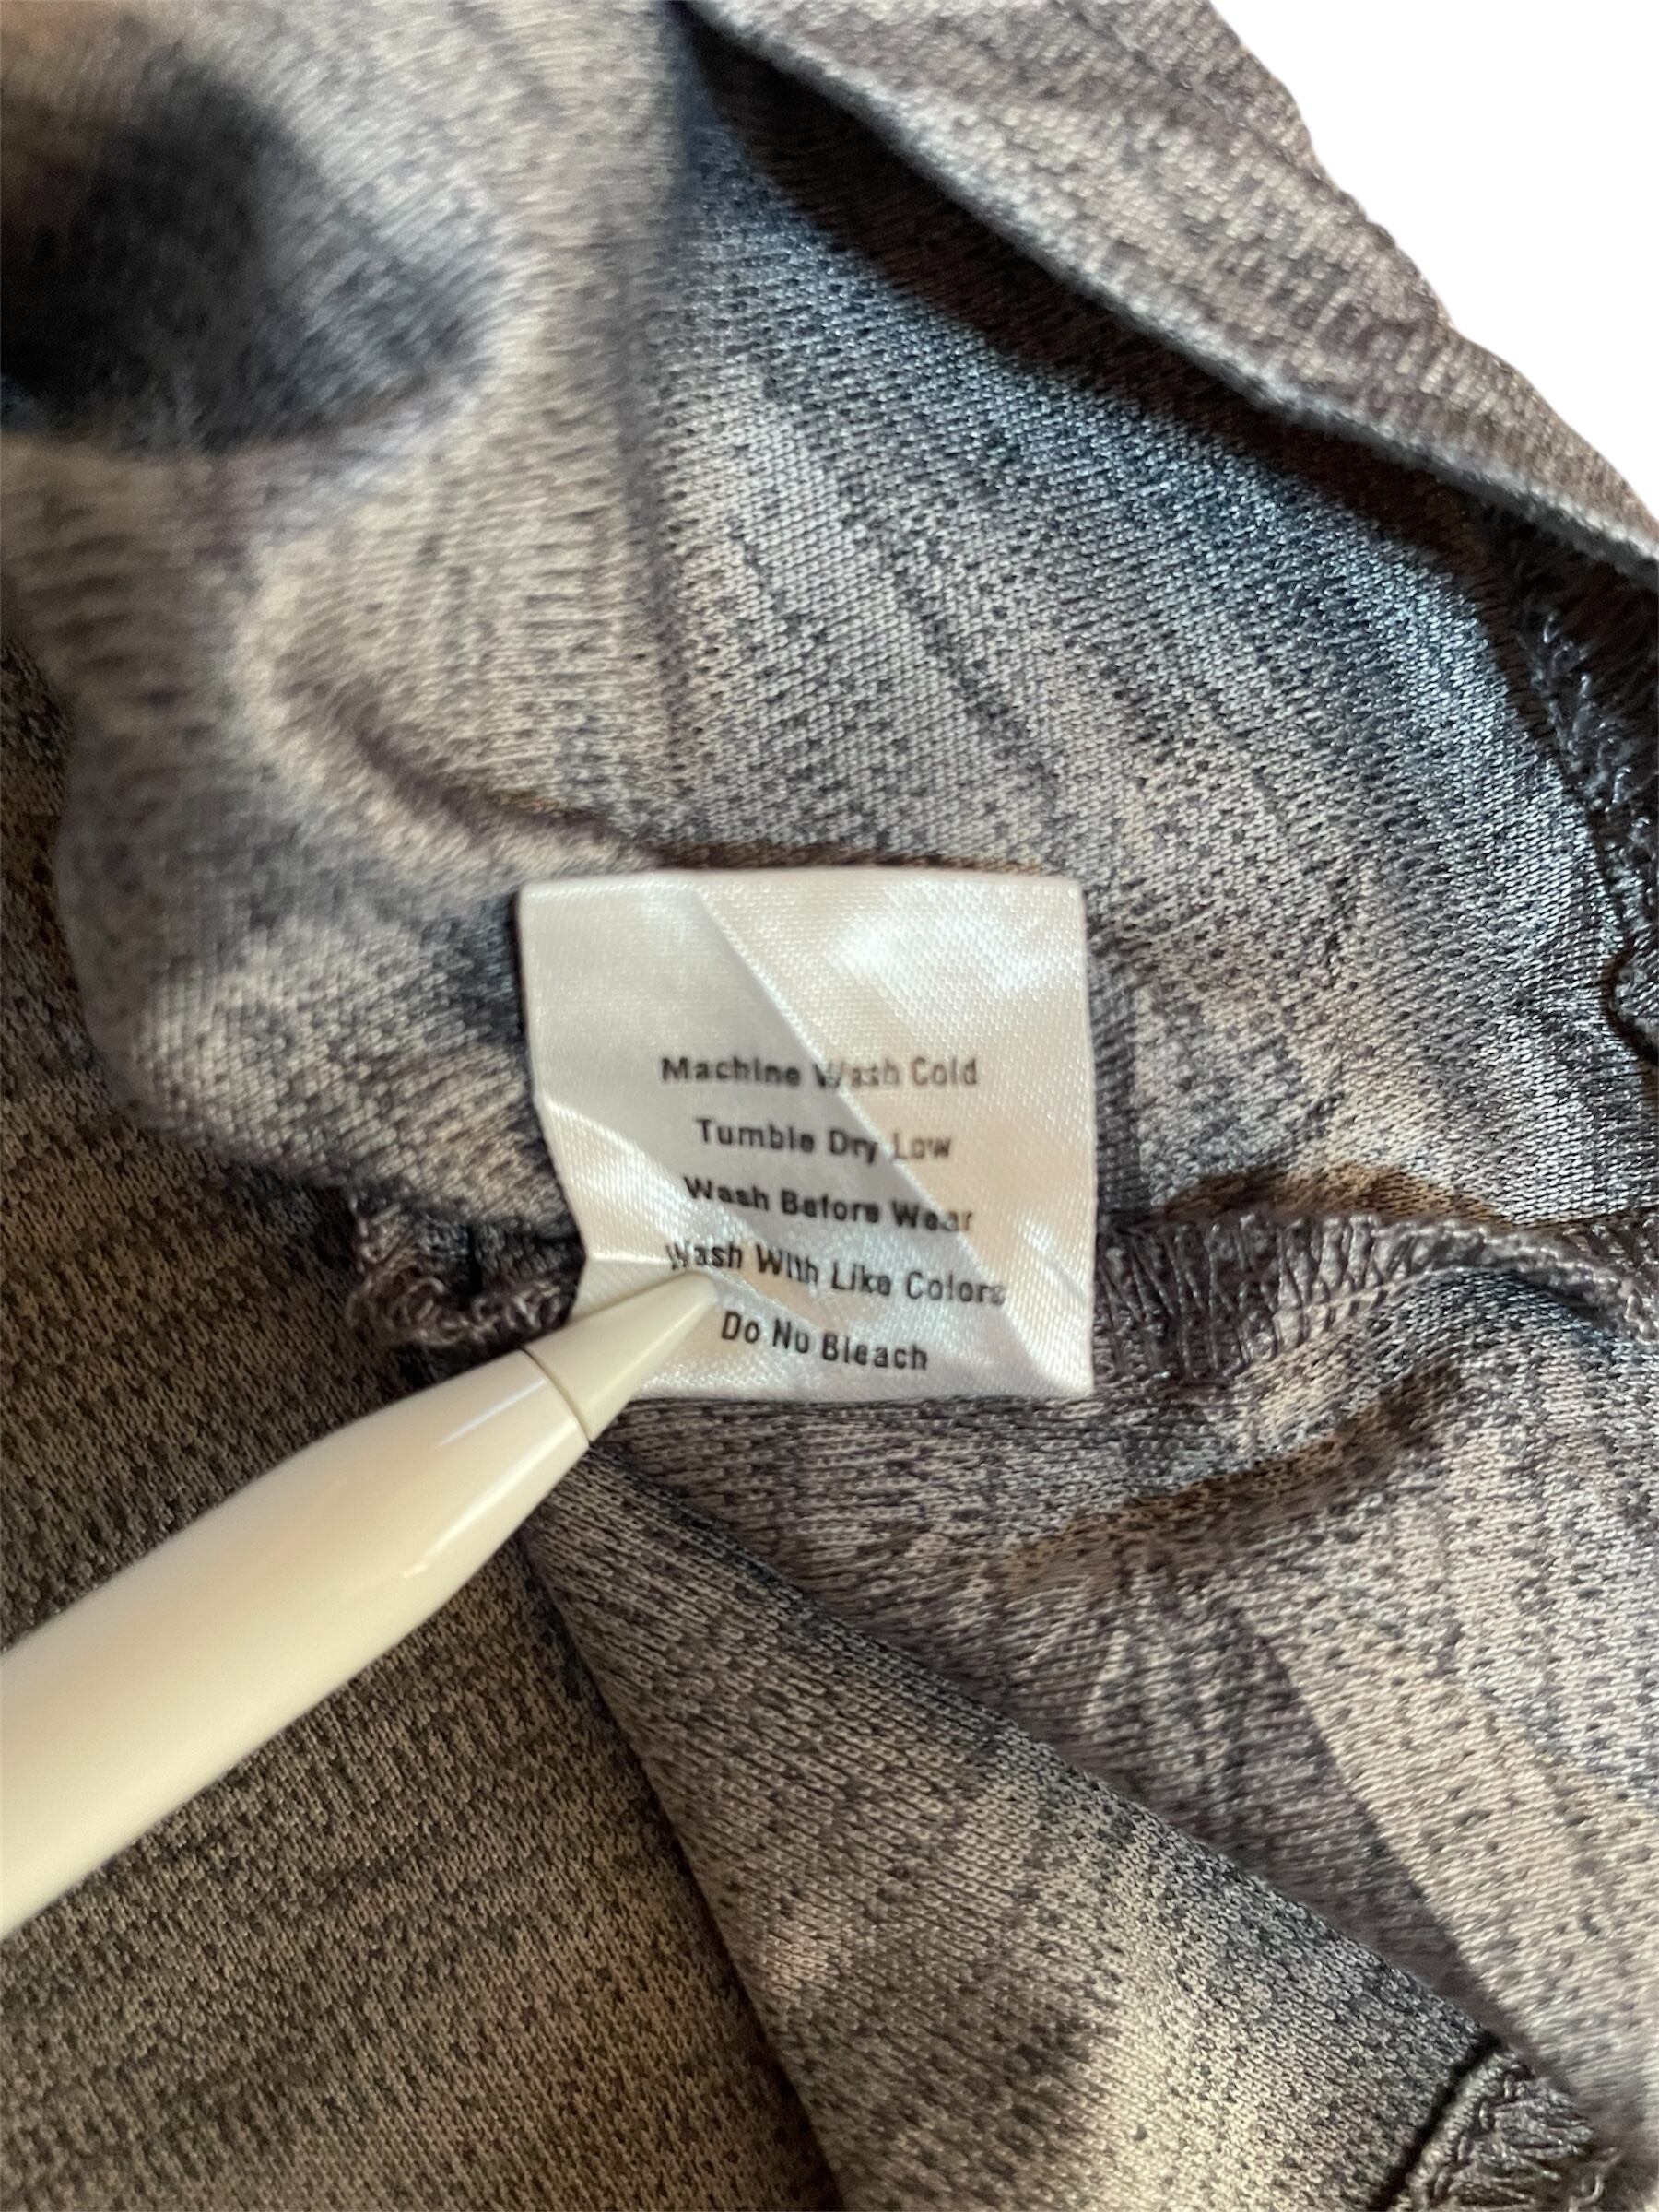 Machine Wash Cold
Tumble Dry Low
Wash Before Wear
Wash With Like Colors
Do No Bleach